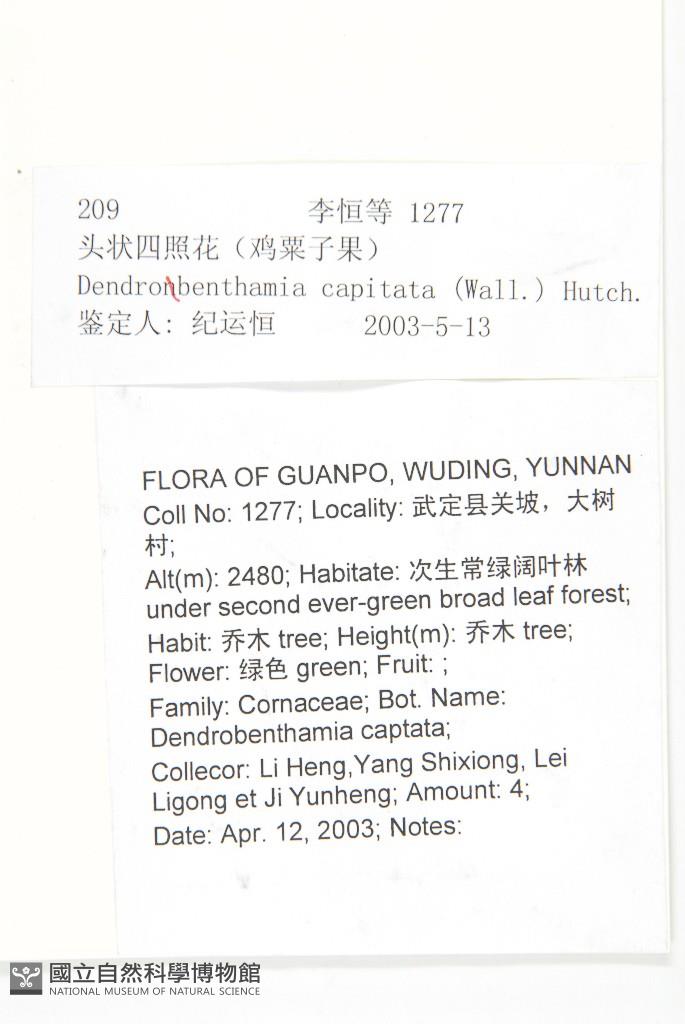 209 李恒等 1277
头状四照花（鸡粟子果）
Dendronbenthamia capitata (Wall.) Hutch.
鉴定人: 纪运恒 2003-5-13
FLORA OF GUANPO, WUDING, YUNNAN
Coll No: 1277; Locality: 武定县关坡，大树
村;
Alt(m): 2480; Habitate: 次生常绿阔叶林
under second ever-green broad leaf forest;
Habit: 乔木 tree; Height(m): 乔木 tree;
Flower: 绿色 green; Fruit: ;
Family: Cornaceae; Bot. Name:
Dendrobenthamia captata;
Collecor: Li Heng,Yang Shixiong, Lei
Ligong et Ji Yunheng; Amount: 4;
Date: Apr. 12, 2003; Notes:
國立自然科學博物館
NATIONAL MUSEUM OF NATURAL SCIENCE